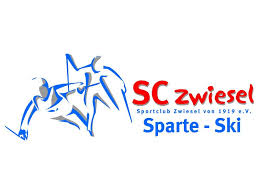 SC Zwiesel
Sportclub Zwiesel von 1919 e.V.
Sparte - Ski